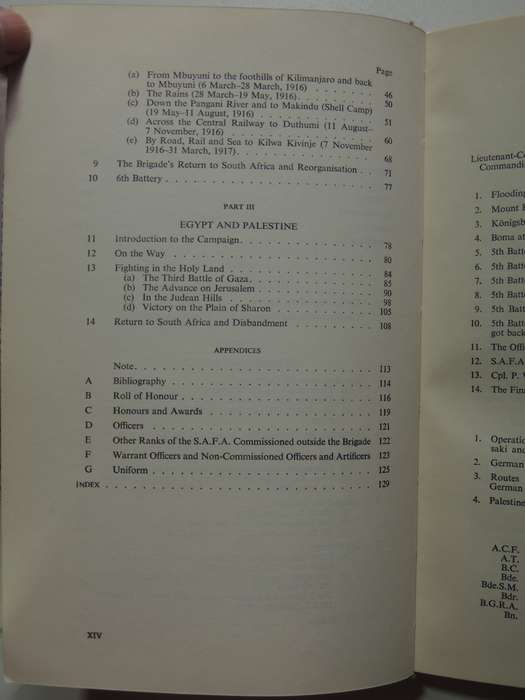 Page
(a) From Mbuyuni to the foothills of Kilimanjaro and back
to Mbuyuni (6 March–28 March, 1916) . . . . . . . 46
(b) The Rains (28 March–19 May, 1916). . . . . . . . 50
(c) Down the Pangani River and to Makindu (Shell Camp)
(19 May–11 August, 1916) . . . . . . . . . . . 51
(d) Across the Central Railway to Duthumi (11 August–
7 November, 1916) . . . . . . . . . . . . . 60
(e) By Road, Rail and Sea to Kilwa Kivinje (7 November
1916–31 March, 1917). . . . . . . . . . . . 68
9 The Brigade's Return to South Africa and Reorganisation . . 71
10 6th Battery . . . . . . . . . . . . . . . . . . 77
PART III
EGYPT AND PALESTINE
11 Introduction to the Campaign. . . . . . . . . . . . 78
12 On the Way . . . . . . . . . . . . . . . . . 80
13 Fighting in the Holy Land . . . . . . . . . . . . 84
(a) The Third Battle of Gaza. . . . . . . . . . . 85
(b) The Advance on Jerusalem . . . . . . . . . . 90
(c) In the Judean Hills . . . . . . . . . . . . . 98
(d) Victory on the Plain of Sharon . . . . . . . . 105
14 Return to South Africa and Disbandment . . . . . . . 108
APPENDICES
Note. . . . . . . . . . . . . . . . . . . . 113
A Bibliography . . . . . . . . . . . . . . . . . 114
B Roll of Honour . . . . . . . . . . . . . . . . 116
C Honours and Awards . . . . . . . . . . . . . . 119
D Officers . . . . . . . . . . . . . . . . . . 121
E Other Ranks of the S.A.F.A. Commissioned outside the Brigade 122
F Warrant Officers and Non-Commissioned Officers and Artificers 123
G Uniform . . . . . . . . . . . . . . . . . . 125
INDEX . . . . . . . . . . . . . . . . . . . . . . 129
XIV
Lieutenant-Co
Commandi
1. Flooding
2. Mount
3. Königsb
4. Boma at
5. 5th Batt
6. 5th Batt
7. 5th Batt
8. 5th Batt
9. 5th Batt
10. 5th Batt
got back
11. The Offi
12. S.A.F.A
13. Cpl. P.
14. The Fin
1. Operatio
saki and
2. German
3. Routes
German
4. Palestine
A.C.F.
A.T.
B.C.
Bde.
Bde.S.M.
Bdr.
B.G.R.A.
Bn.